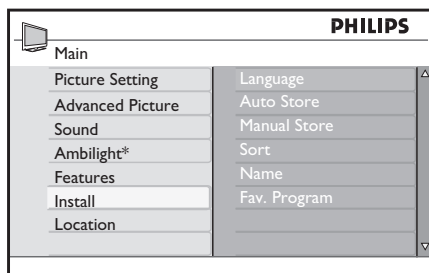 PHILIPS
Main
Picture Setting
Advanced Picture
Sound
Ambilight*
Features
Install
Location
Language
Auto Store
Manual Store
Sort
Name
Fav. Program